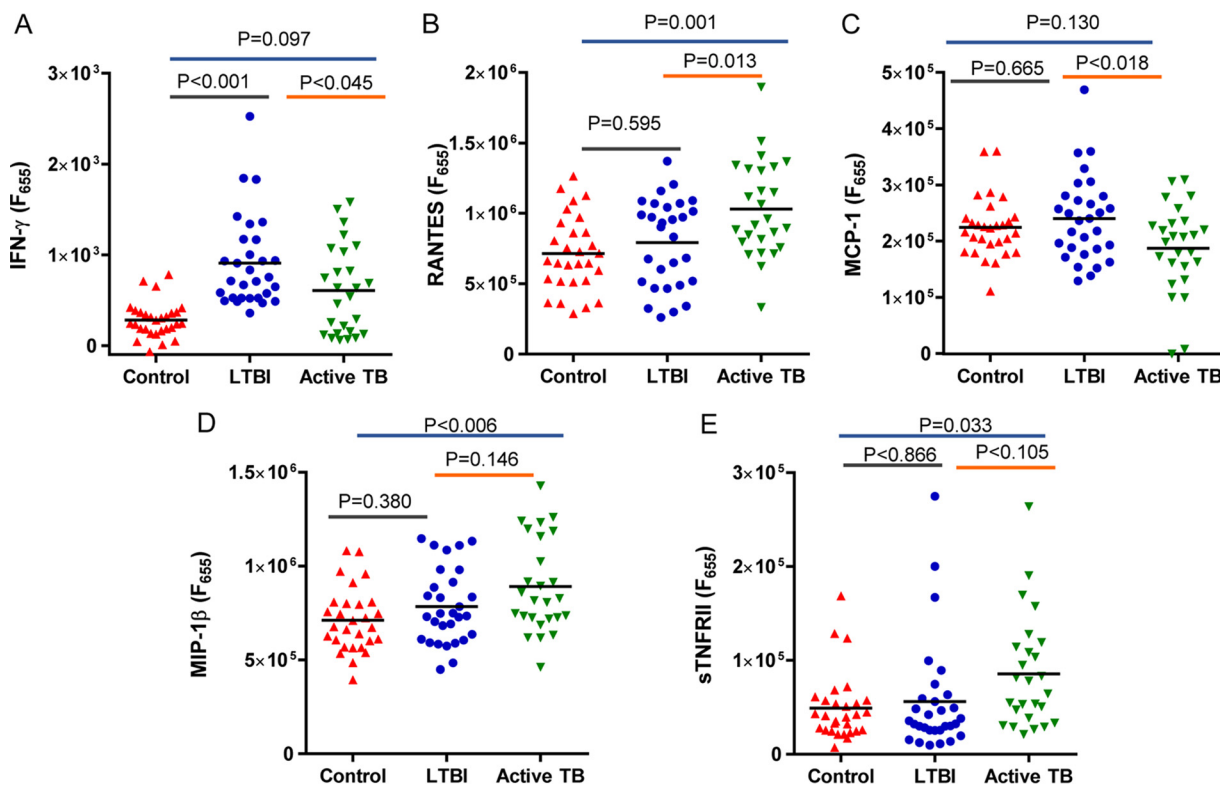 A
P=0.097
P<0.001
P<0.045
3×10³
2×10³
1×10³
0
IFN-γ (F₆₅₅)
Control LTBI Active TB
B
P=0.001
P=0.013
P=0.595
2×10⁶
1.5×10⁶
1×10⁶
5×10⁵
0
RANTES (F₆₅₅)
Control LTBI Active TB
C
P=0.130
P=0.665
P<0.018
5×10⁵
4×10⁵
3×10⁵
2×10⁵
1×10⁵
0
MCP-1 (F₆₅₅)
Control LTBI Active TB
D
P<0.006
P=0.146
P=0.380
1.5×10⁶
1×10⁶
5×10⁵
0
MIP-1β (F₆₅₅)
Control LTBI Active TB
E
P=0.033
P<0.866
P<0.105
3×10⁵
2×10⁵
1×10⁵
0
sTNFRII (F₆₅₅)
Control LTBI Active TB